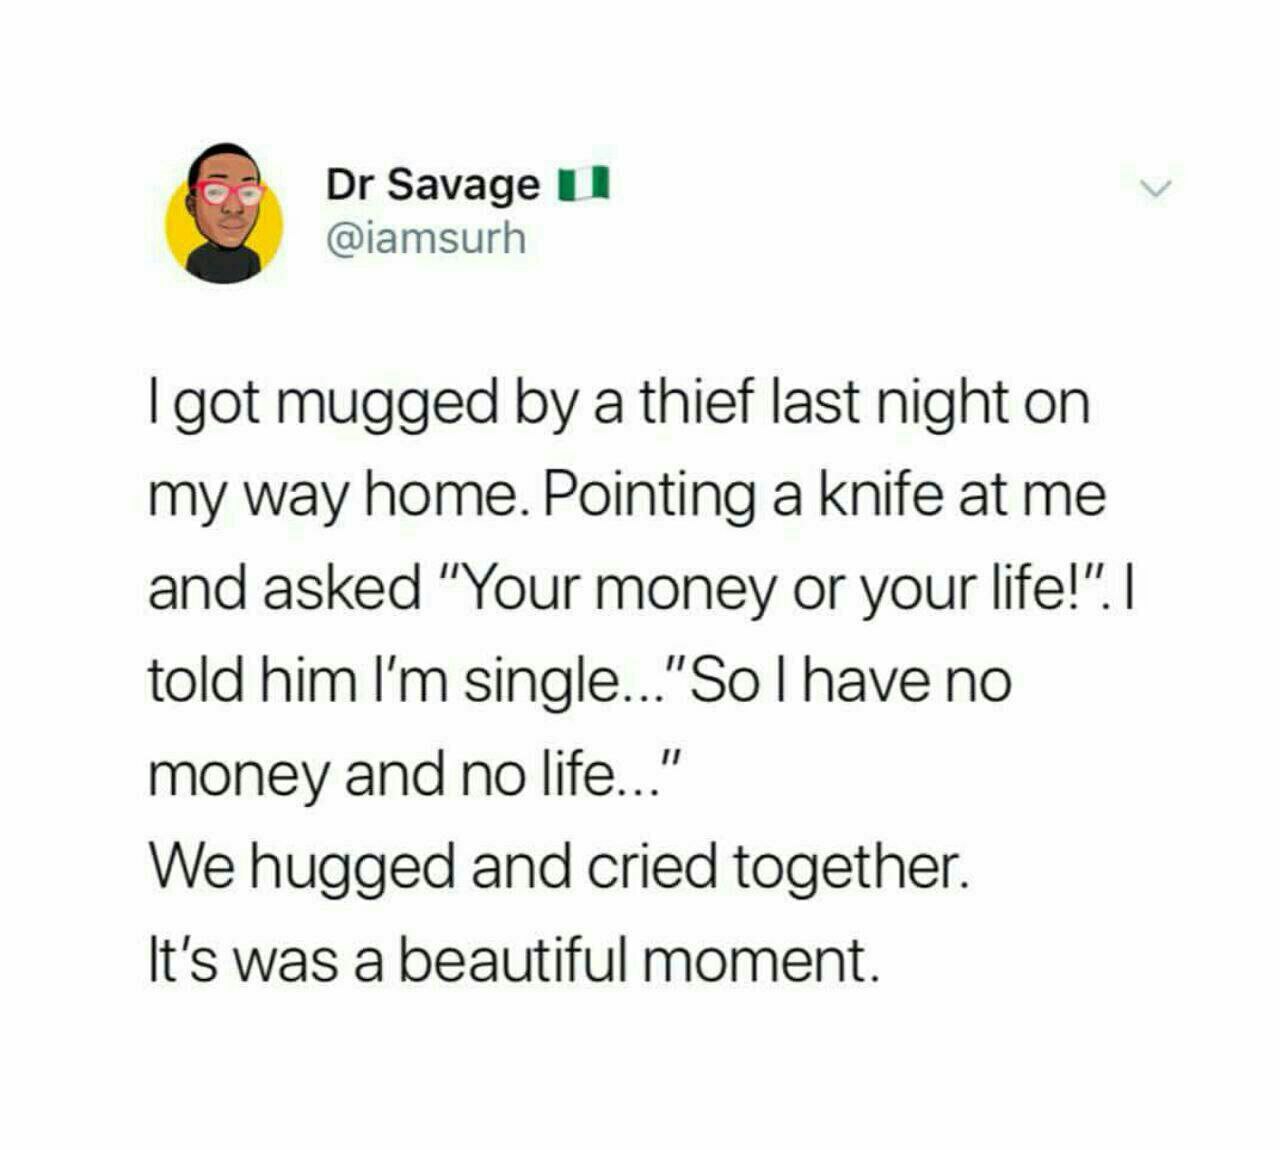 Dr Savage 🇳🇬
@iamsurh
I got mugged by a thief last night on
my way home. Pointing a knife at me
and asked “Your money or your life!”. I
told him I’m single...”So I have no
money and no life...”
We hugged and cried together.
It’s was a beautiful moment.